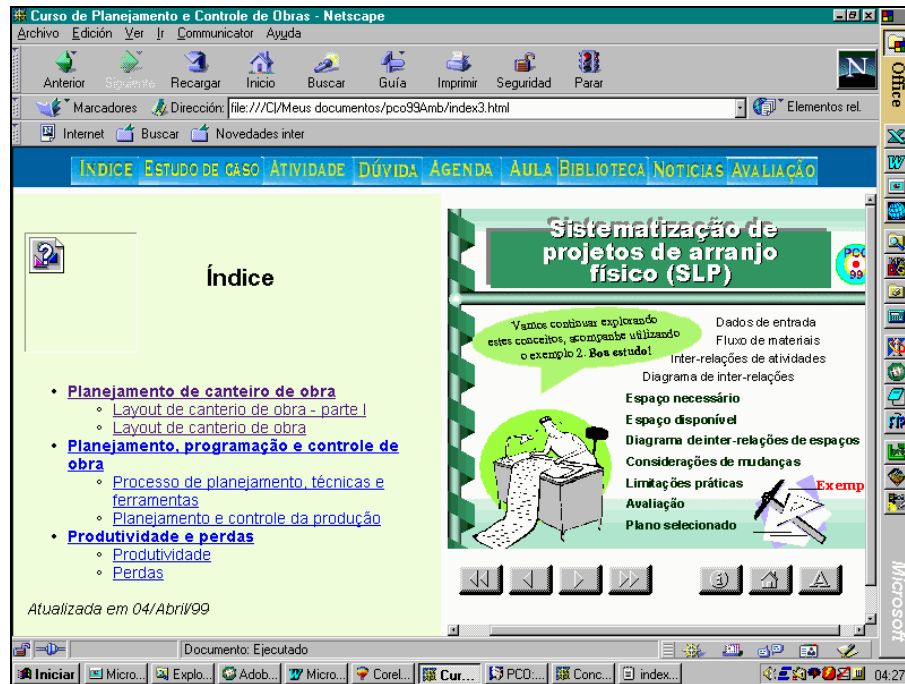 Curso de Planejamento e Controle de Obras - Netscape
Archivo Edición Ver Ir Communicator Ayuda
Anterior Siguiente Recargar Inicio Buscar Guía Imprimir Seguridad Parar
N
Marcadores Dirección: file:///C|/Meus documentos/pco99Amb/index3.html Elementos rel.
Internet Buscar Novedades inter
INDICE ESTUDO DE CASO ATIVIDADE DÚVIDA AGENDA AULA BIBLIOTECA NOTICIAS AVALIAÇÃO
Índice
• Planejamento de canteiro de obra
◦ Layout de canterio de obra - parte I
◦ Layout de canterio de obra
• Planejamento, programação e controle de
obra
◦ Processo de planejamento, técnicas e
ferramentas
◦ Planejamento e controle da produção
• Produtividade e perdas
◦ Produtividade
◦ Perdas
Atualizada em 04/Abril/99
Sistematização de
projetos de arranjo
físico (SLP)
PCO
99
Vamos continuar explorando
estes conceitos, acompanhe utilizando
o exemplo 2. Boa estudo!
Dados de entrada
Fluxo de materiais
Inter-relações de atividades
Diagrama de inter-relações
Espaço necessário
Espaço disponível
Diagrama de inter-relações de espaços
Considerações de mudanças
Limitações práticas
Avaliação
Plano selecionado
Exemp
Office
Microsoft
Documento: Ejecutado
Iniciar Micro... Explo... Adob... Micro... Corel... Cur... PCO:... Conc... index... 04:27